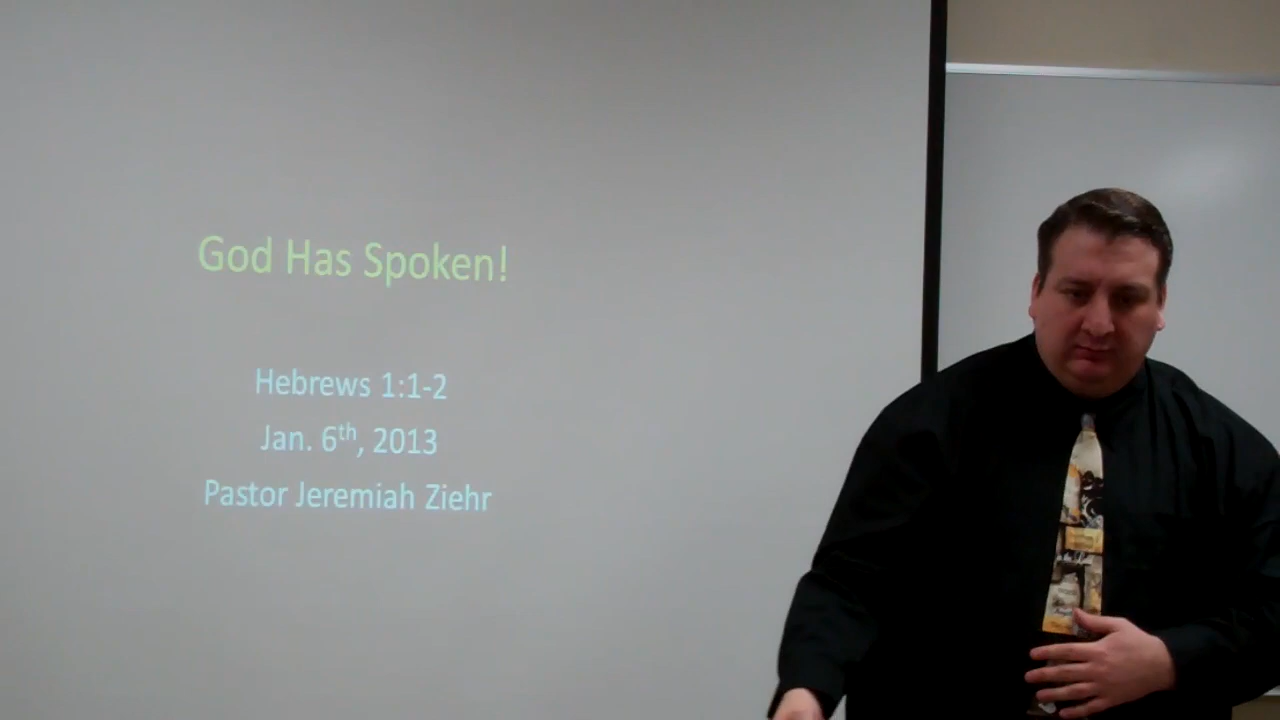 God Has Spoken!
Hebrews 1:1-2
Jan. 6th, 2013
Pastor Jeremiah Ziehr